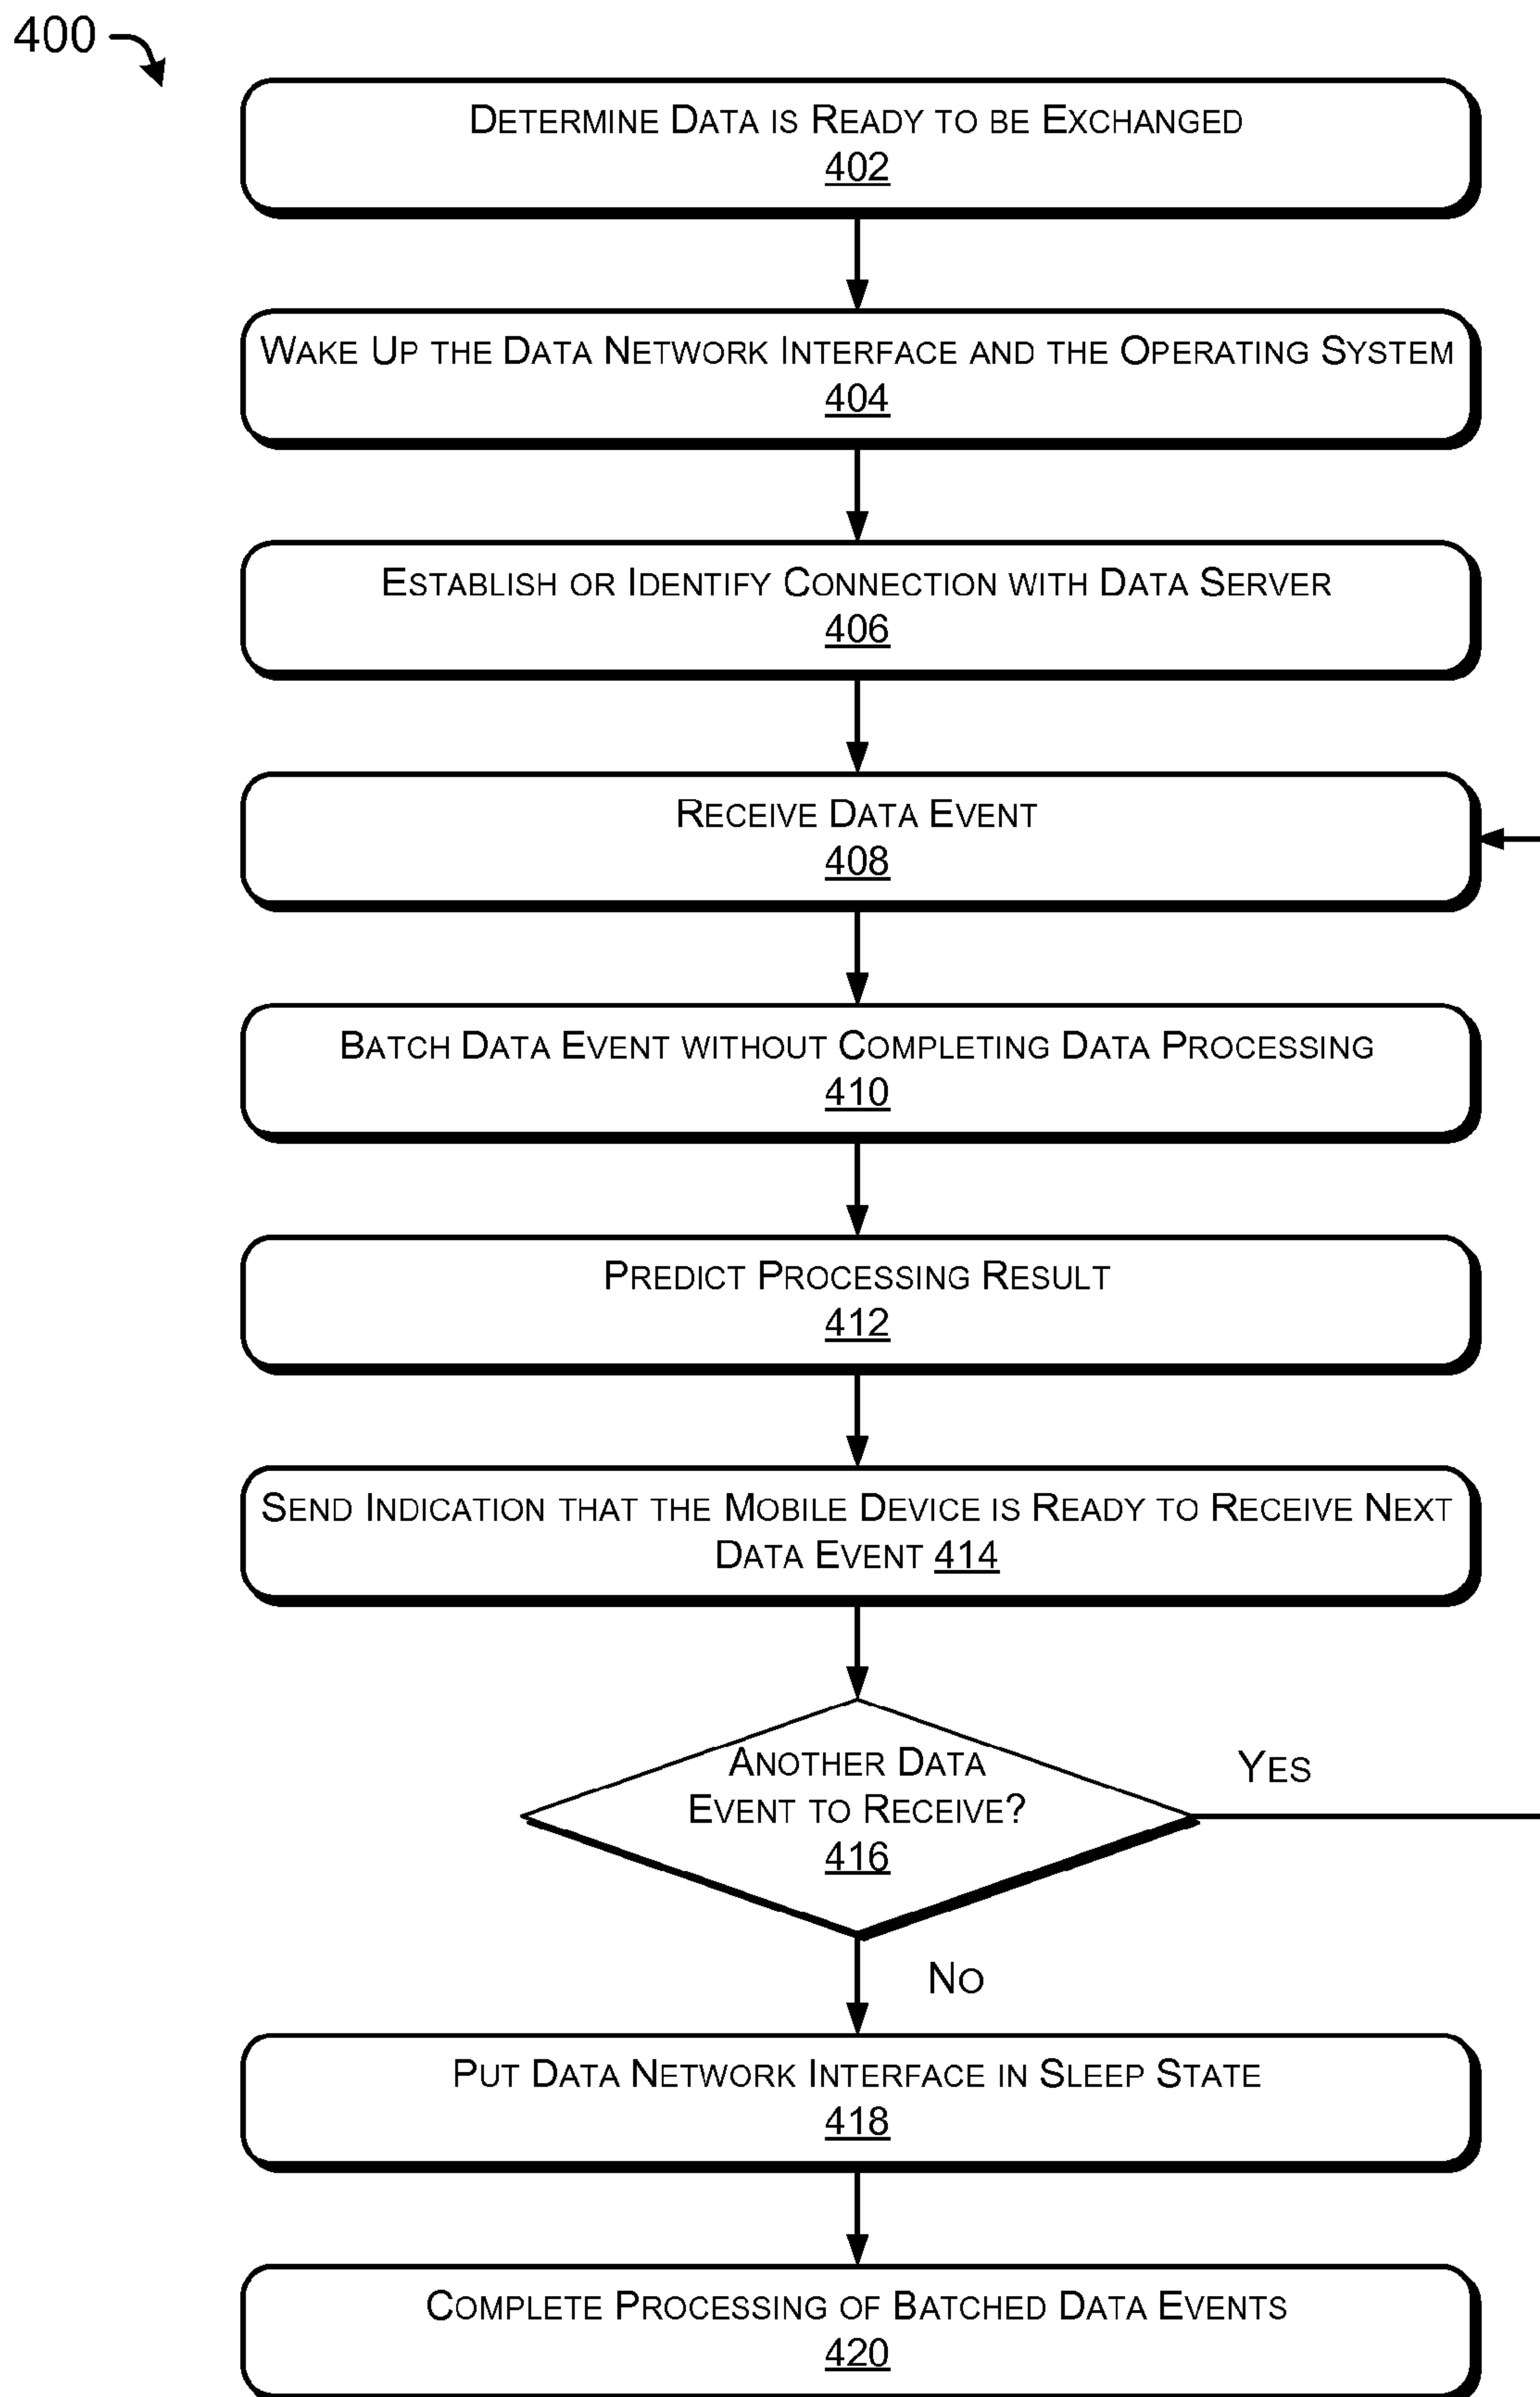 400
DETERMINE DATA IS READY TO BE EXCHANGED
402
WAKE UP THE DATA NETWORK INTERFACE AND THE OPERATING SYSTEM
404
ESTABLISH OR IDENTIFY CONNECTION WITH DATA SERVER
406
RECEIVE DATA EVENT
408
BATCH DATA EVENT WITHOUT COMPLETING DATA PROCESSING
410
PREDICT PROCESSING RESULT
412
SEND INDICATION THAT THE MOBILE DEVICE IS READY TO RECEIVE NEXT
DATA EVENT 414
ANOTHER DATA
EVENT TO RECEIVE?
416
YES
NO
PUT DATA NETWORK INTERFACE IN SLEEP STATE
418
COMPLETE PROCESSING OF BATCHED DATA EVENTS
420